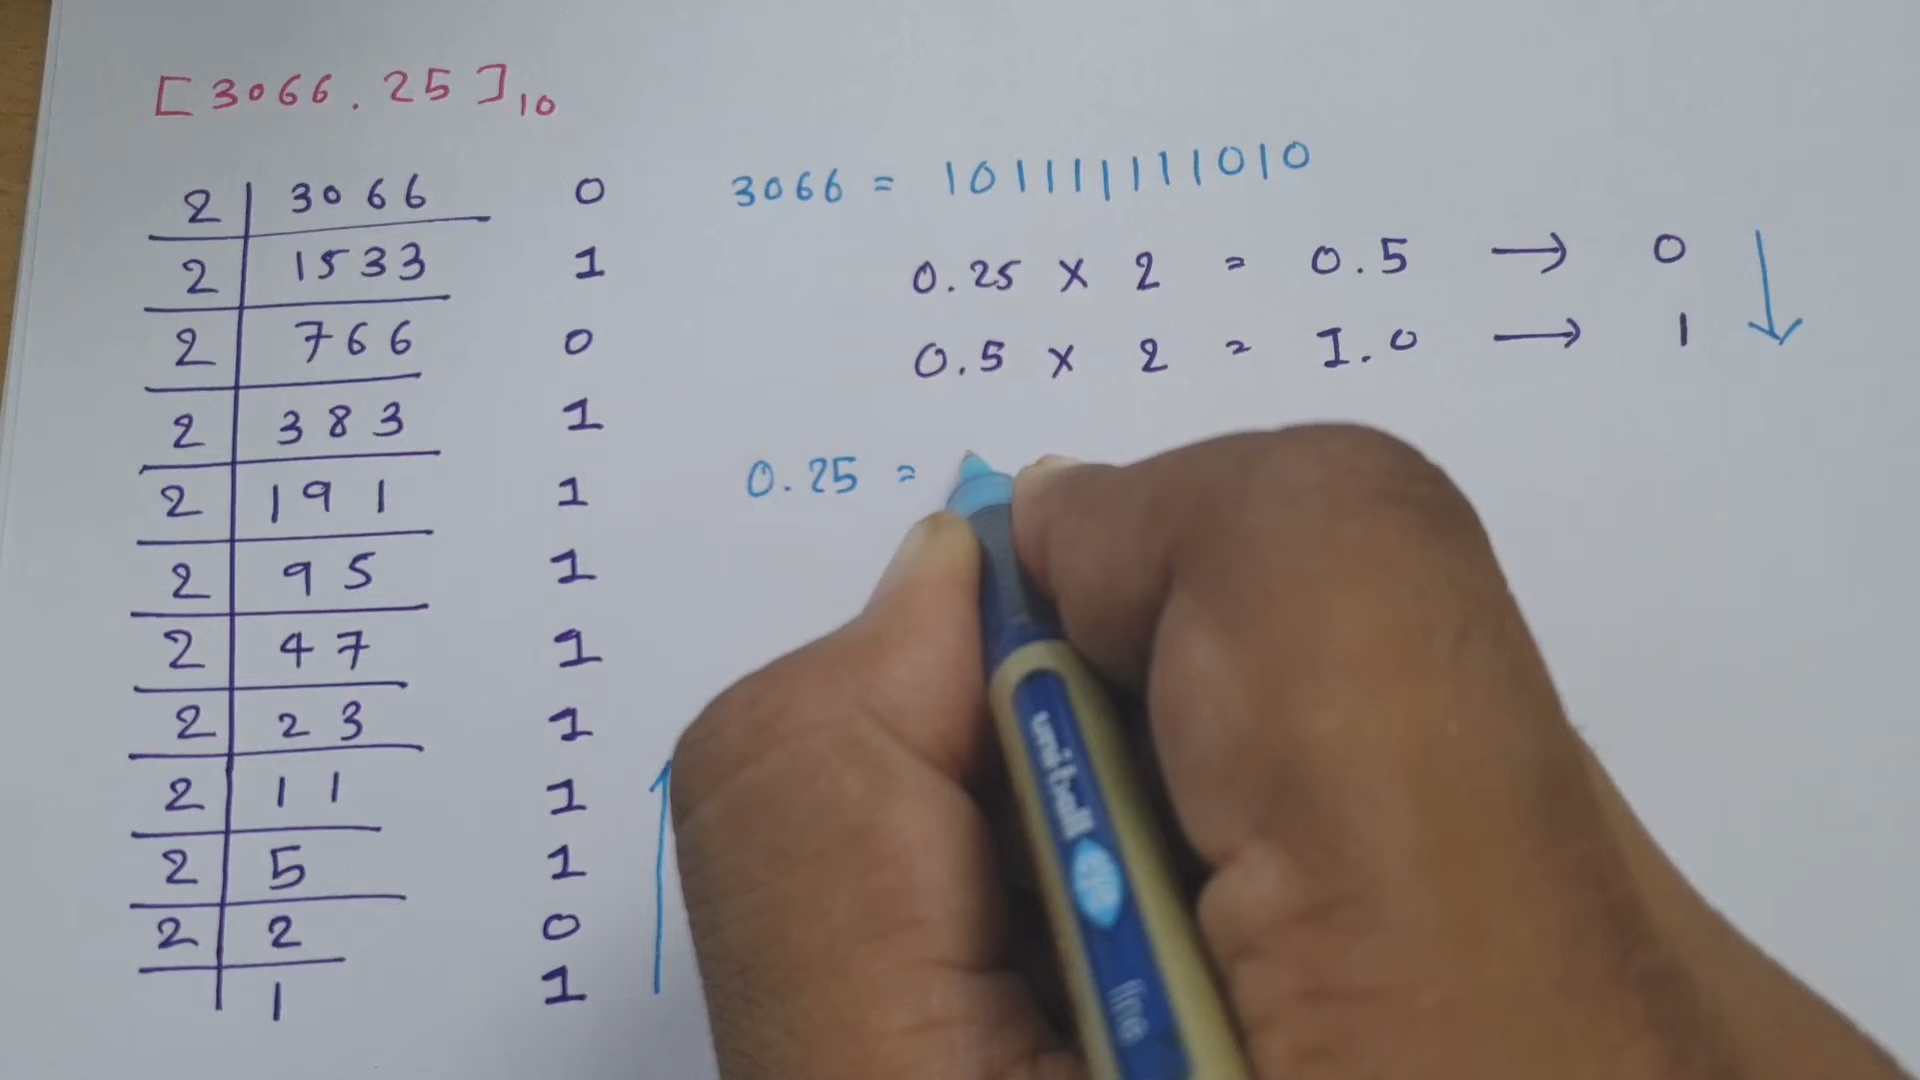 [3066.25]10
2 3066 0
2 1533 1
2 766 0
2 383 1
2 191 1
2 95 1
2 47 1
2 23 1
2 11 1
2 5 1
2 2 0
1 1
3066 = 101111111010
0.25 x 2 = 0.5 → 0
0.5 x 2 = 1.0 → 1
0.25 =
uniball
eye
fine